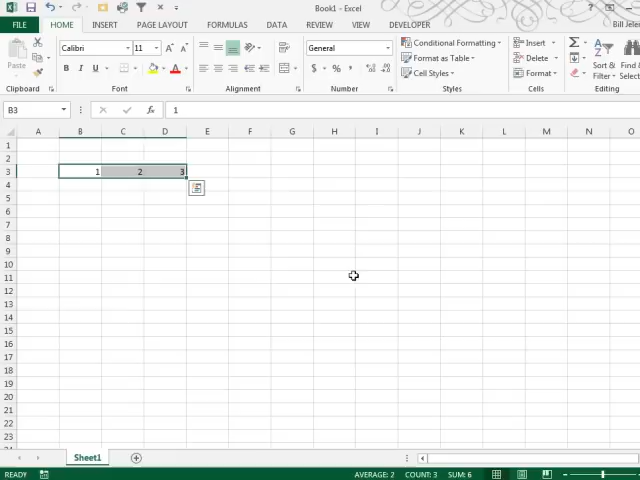 Book1 - Excel
FILE HOME INSERT PAGE LAYOUT FORMULAS DATA REVIEW VIEW DEVELOPER Bill Jelen
Calibri 11 General Conditional Formatting Insert
Paste B I U $ % Format as Table Delete Sort & Find &
Cell Styles Format Filter Select
Clipboard Font Alignment Number Styles Cells Editing
B3 fx 1
A B C D E F G H I J K L M N O
1
2
3 1 2 3
4
5
6
7
8
9
10
11
12
13
14
15
16
17
18
19
20
21
22
23
Sheet1
READY AVERAGE: 2 COUNT: 3 SUM: 6